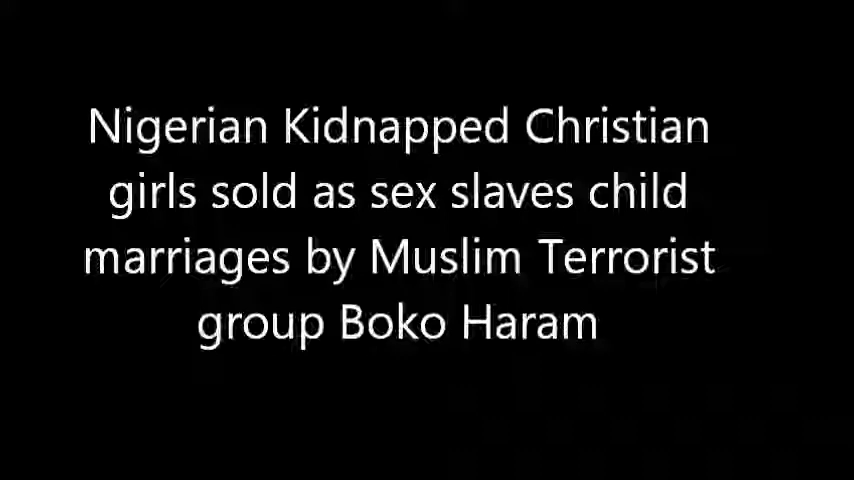 Nigerian Kidnapped Christian
girls sold as sex slaves child
marriages by Muslim Terrorist
group Boko Haram